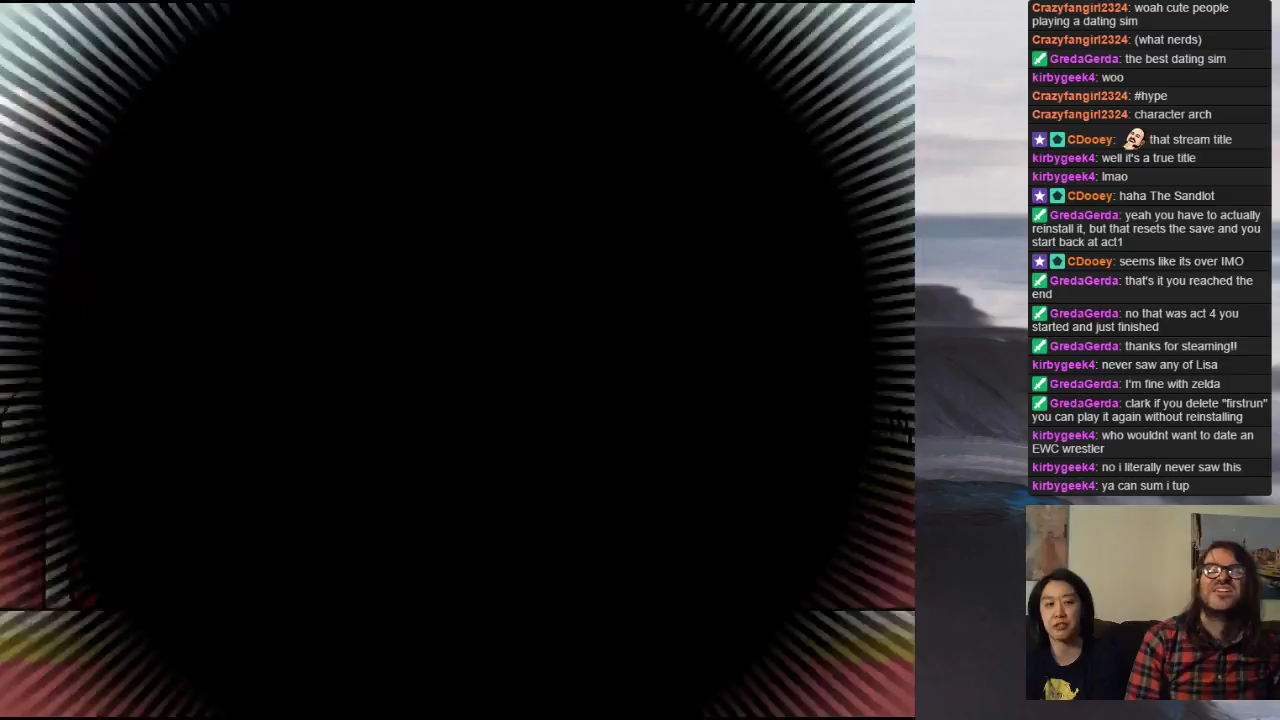 Crazyfangirl2324: woah cute people
playing a dating sim
Crazyfangirl2324: (what nerds)
GredaGerda: the best dating sim
kirbygeek4: woo
Crazyfangirl2324: #hype
Crazyfangirl2324: character arch
CDooey: that stream title
kirbygeek4: well it's a true title
kirbygeek4: lmao
CDooey: haha The Sandlot
GredaGerda: yeah you have to actually
reinstall it, but that resets the save and you
start back at act1
CDooey: seems like its over IMO
GredaGerda: that's it you reached the
end
GredaGerda: no that was act 4 you
started and just finished
GredaGerda: thanks for steaming!!
kirbygeek4: never saw any of Lisa
GredaGerda: I'm fine with zelda
GredaGerda: clark if you delete "firstrun"
you can play it again without reinstalling
kirbygeek4: who wouldnt want to date an
EWC wrestler
kirbygeek4: no i literally never saw this
kirbygeek4: ya can sum i tup